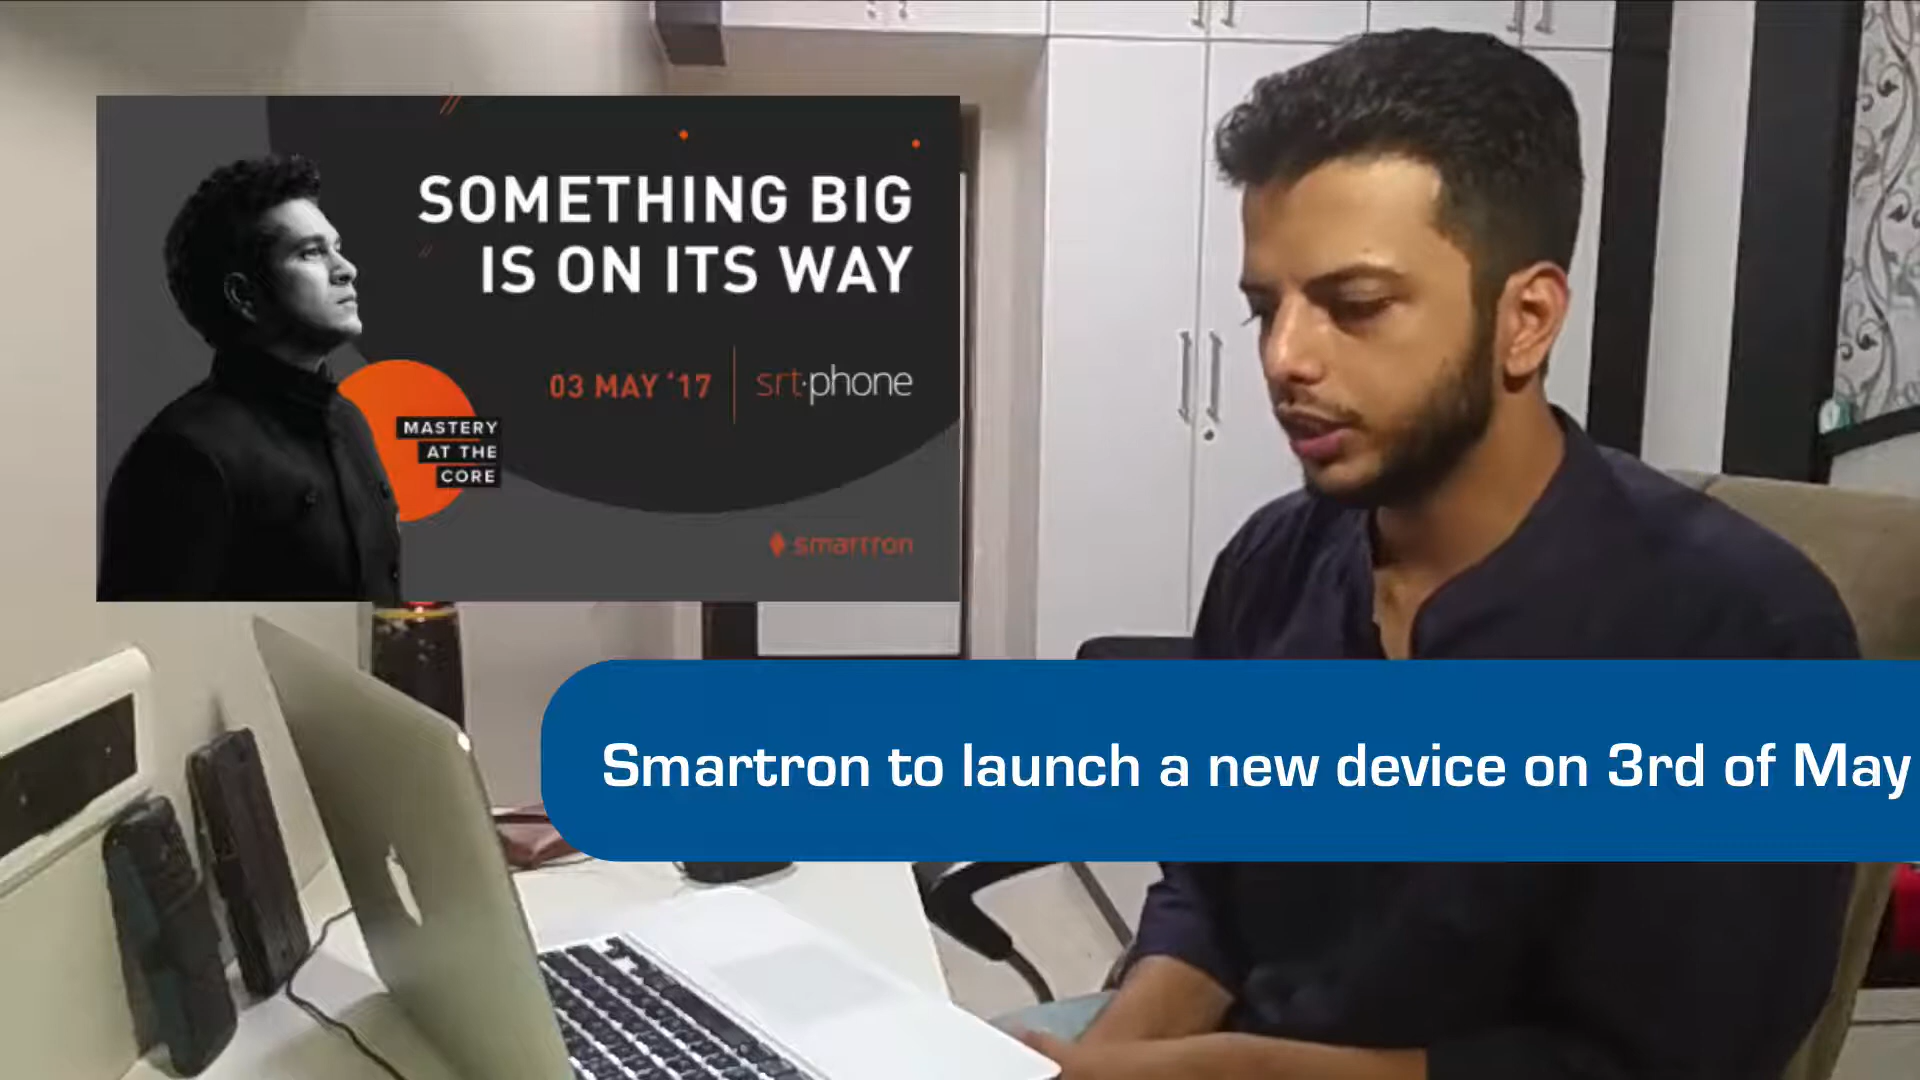 SOMETHING BIG
IS ON ITS WAY
03 MAY '17
srt·phone
MASTERY
AT THE
CORE
smartron
Smartron to launch a new device on 3rd of May